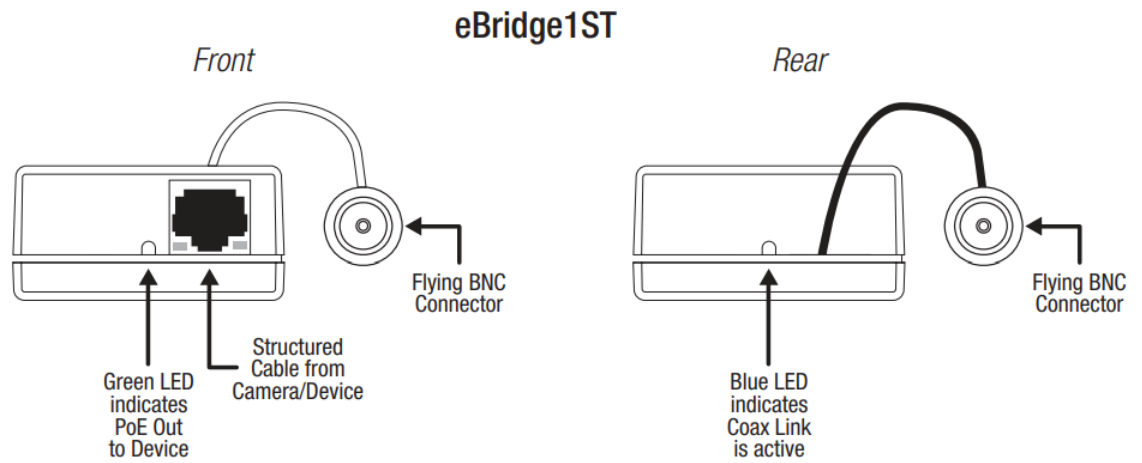 eBridge1ST
Front
Rear
Flying BNC
Connector
Flying BNC
Connector
Structured
Cable from
Camera/Device
Green LED
indicates
PoE Out
to Device
Blue LED
indicates
Coax Link
is active